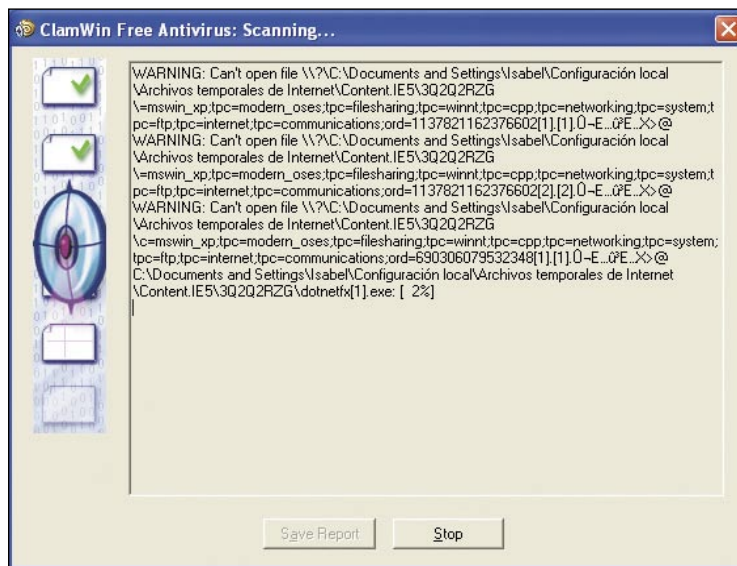 ClamWin Free Antivirus: Scanning...
WARNING: Can't open file \\?\C:\Documents and Settings\Isabel\Configuración local
\Archivos temporales de Internet\Content.IE5\3Q2Q2RZG
\=mswin_xp;tpc=modern_oses;tpc=filesharing;tpc=winnt;tpc=cpp;tpc=networking;tpc=system;t
pc=ftp;tpc=internet;tpc=communications;ord=1137821162376602[1].[1].Û¬E...úªE..X>@
WARNING: Can't open file \\?\C:\Documents and Settings\Isabel\Configuración local
\Archivos temporales de Internet\Content.IE5\3Q2Q2RZG
\=mswin_xp;tpc=modern_oses;tpc=filesharing;tpc=winnt;tpc=cpp;tpc=networking;tpc=system;t
pc=ftp;tpc=internet;tpc=communications;ord=1137821162376602[2].[2].Û¬E...úªE..X>@
WARNING: Can't open file \\?\C:\Documents and Settings\Isabel\Configuración local
\Archivos temporales de Internet\Content.IE5\3Q2Q2RZG
\c=mswin_xp;tpc=modern_oses;tpc=filesharing;tpc=winnt;tpc=cpp;tpc=networking;tpc=system;
tpc=ftp;tpc=internet;tpc=communications;ord=690306079532348[1].[1].Û¬E...úªE..X>@
C:\Documents and Settings\Isabel\Configuración local\Archivos temporales de Internet
\Content.IE5\3Q2Q2RZG\dotnetfx[1].exe: [  2%]
Save Report
Stop